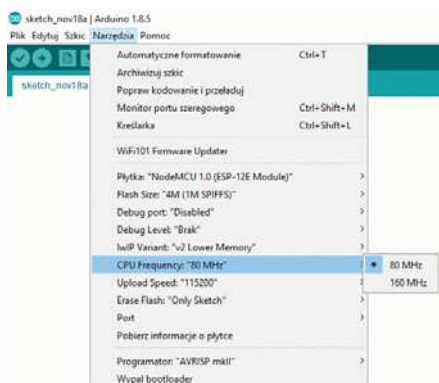 sketch_nov18a | Arduino 1.8.5
Plik Edytuj Szkic Narzędzia Pomoc
Automatyczne formatowanie Ctrl+T
Archiwizuj szkic
sketch_nov18a
Popraw kodowanie i przeładuj
Monitor portu szeregowego Ctrl+Shift+M
Kreślarka Ctrl+Shift+L
WiFi101 Firmware Updater
Płytka: "NodeMCU 1.0 (ESP-12E Module)"
Flash Size: "4M (1M SPIFFS)"
Debug port: "Disabled"
Debug Level: "Brak"
lwIP Variant: "v2 Lower Memory"
CPU Frequency: "80 MHz" 80 MHz
Upload Speed: "115200" 160 MHz
Erase Flash: "Only Sketch"
Port
Pobierz informacje o płytce
Programator: "AVRISP mkII"
Wypal bootloader